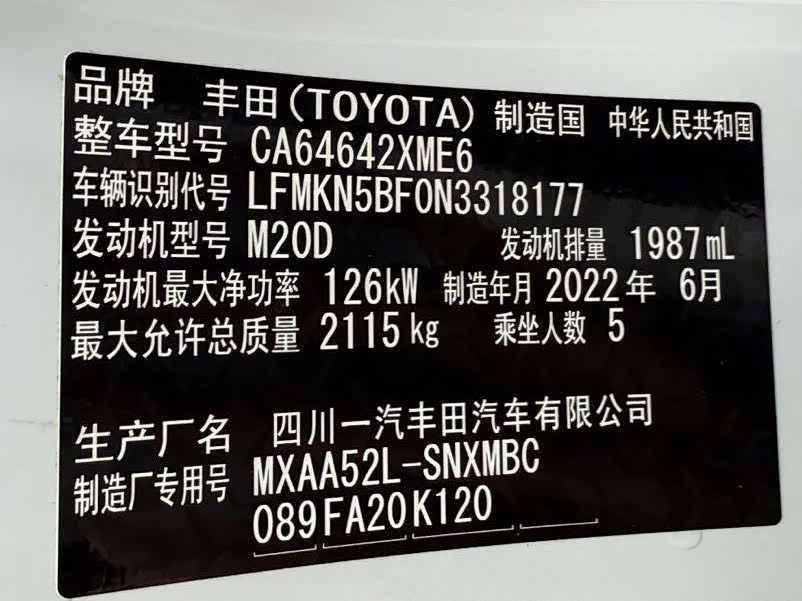 品牌 丰田(TOYOTA) 制造国 中华人民共和国
整车型号 CA64642XME6
车辆识别代号 LFMKN5BF0N3318177
发动机型号 M20D 发动机排量 1987mL
发动机最大净功率 126kW 制造年月 2022年 6月
最大允许总质量 2115kg 乘坐人数 5
生产厂名 四川一汽丰田汽车有限公司
制造厂专用号 MXAA52L-SNXMBC
089 FA20 K120